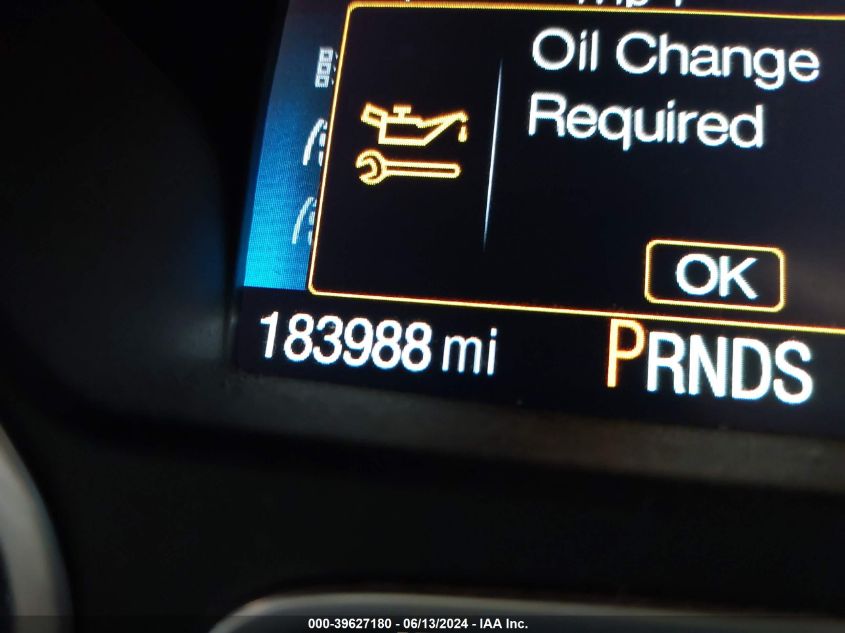 Oil Change
Required
OK
183988 mi
PRNDS
000-39627180 - 06/13/2024 - IAA Inc.